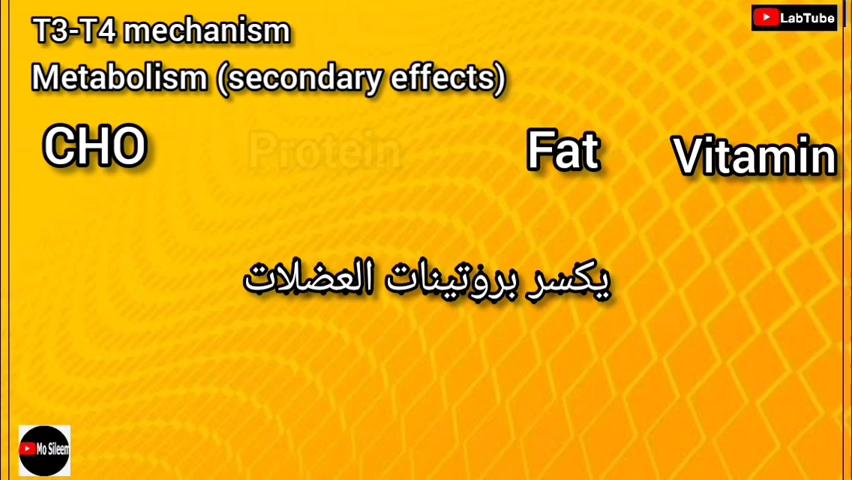 LabTube
T3-T4 mechanism
Metabolism (secondary effects)
CHO Protein Fat Vitamin
يكسر بروتينات العضلات
Mo Sileem